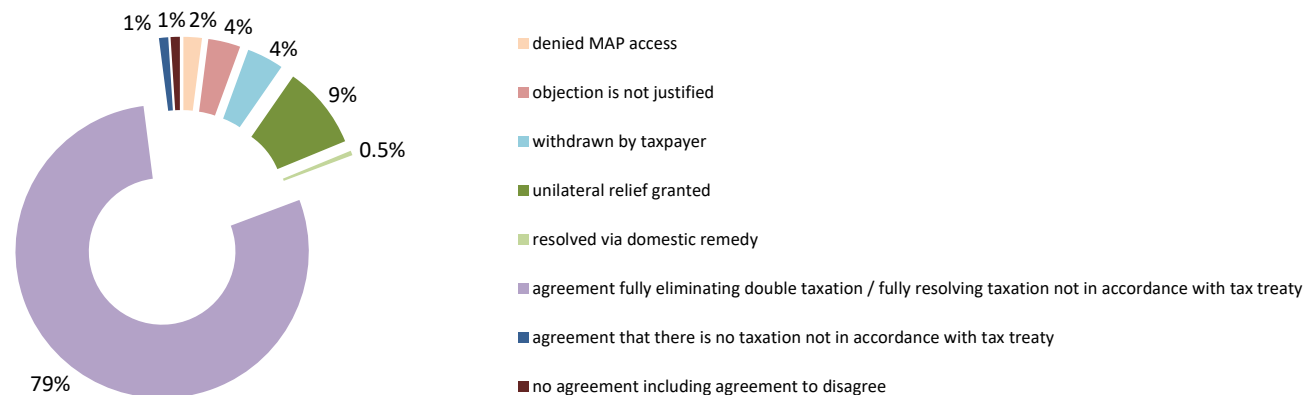 1% 1% 2% 4%
4%
9%
0.5%
79%
denied MAP access
objection is not justified
withdrawn by taxpayer
unilateral relief granted
resolved via domestic remedy
agreement fully eliminating double taxation / fully resolving taxation not in accordance with tax treaty
agreement that there is no taxation not in accordance with tax treaty
no agreement including agreement to disagree